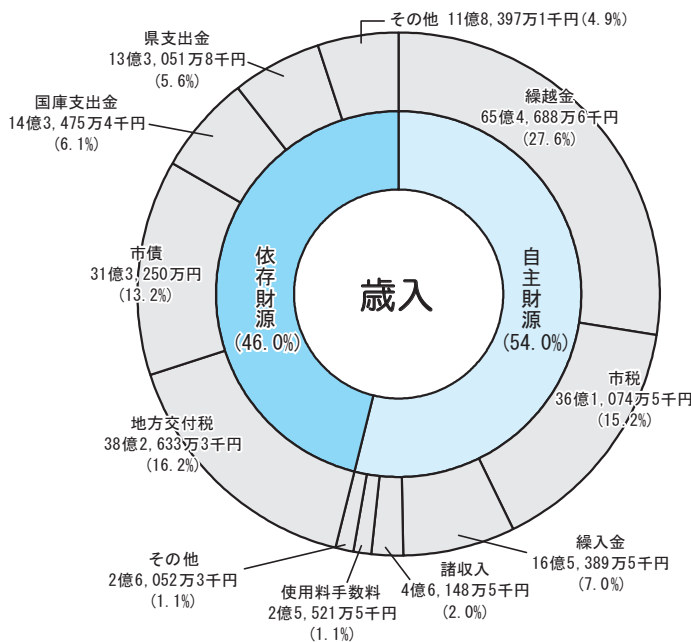 その他 11億8,397万1千円(4.9%)
県支出金
13億3,051万8千円
(5.6%)
国庫支出金
14億3,475万4千円
(6.1%)
市債
31億3,250万円
(13.2%)
地方交付税
38億2,633万3千円
(16.2%)
繰越金
65億4,688万6千円
(27.6%)
依存財源
(46.0%)
歳入
自主財源
(54.0%)
市税
36億1,074万5千円
(15.2%)
繰入金
16億5,389万5千円
(7.0%)
諸収入
4億6,148万5千円
(2.0%)
使用料手数料
2億5,521万5千円
(1.1%)
その他
2億6,052万3千円
(1.1%)